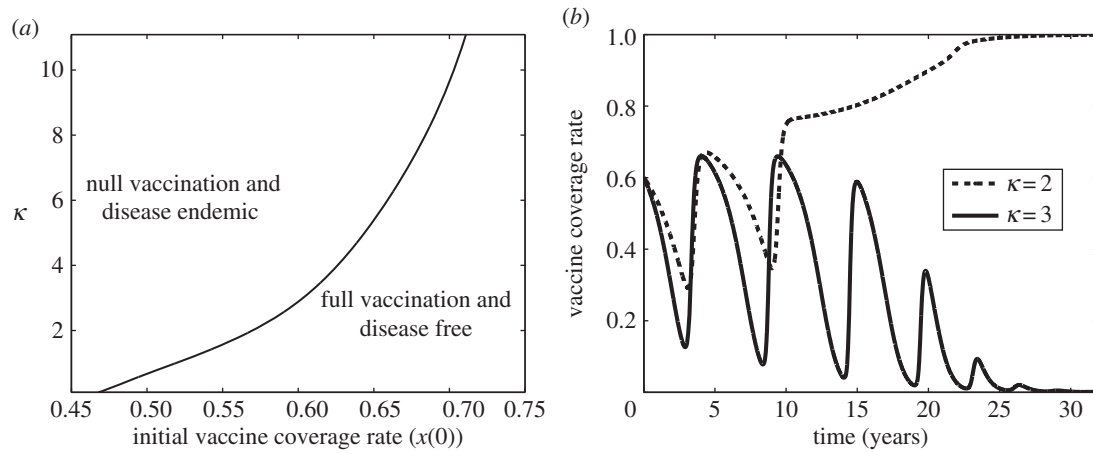 (a)
10
8
6
κ
4
2
null vaccination and
disease endemic
full vaccination and
disease free
0.45 0.50 0.55 0.60 0.65 0.70 0.75
initial vaccine coverage rate (x(0))
(b)
1.0
0.8
0.6
0.4
0.2
vaccine coverage rate
κ=2
κ=3
0 5 10 15 20 25 30
time (years)